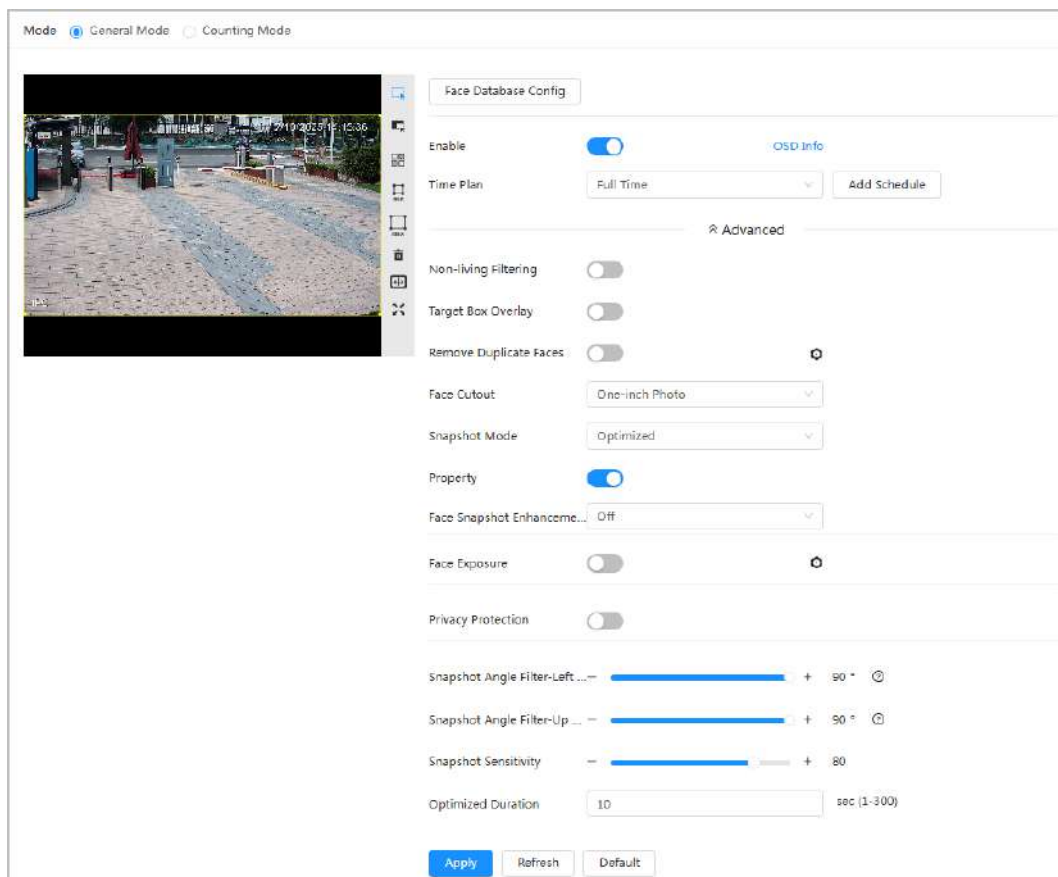 Mode General Mode Counting Mode
Face Database Config
Enable OSD Info
Time Plan Full Time Add Schedule
Advanced
Non-living Filtering
Target Box Overlay
Remove Duplicate Faces
Face Cutout One-inch Photo
Snapshot Mode Optimized
Property
Face Snapshot Enhanceme... Off
Face Exposure
Privacy Protection
Snapshot Angle Filter-Left ... − + 90 °
Snapshot Angle Filter-Up ... − + 90 °
Snapshot Sensitivity − + 80
Optimized Duration 10 sec (1-300)
Apply Refresh Default